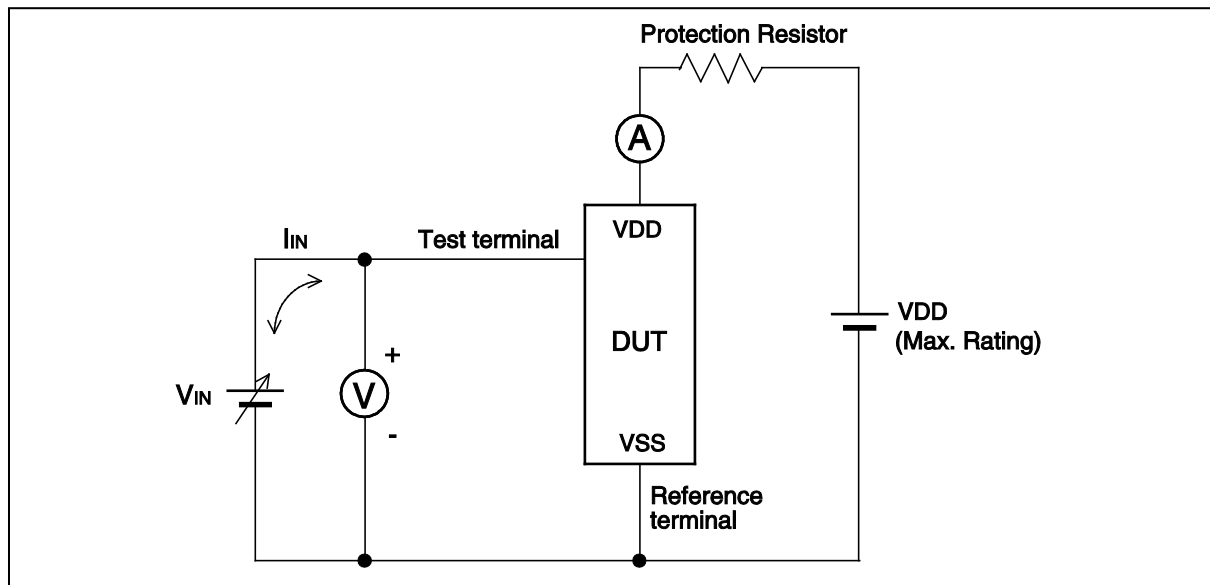 Protection Resistor
A
VDD
IIN
Test terminal
DUT
VDD
(Max. Rating)
VIN
+
V
-
VSS
Reference
terminal